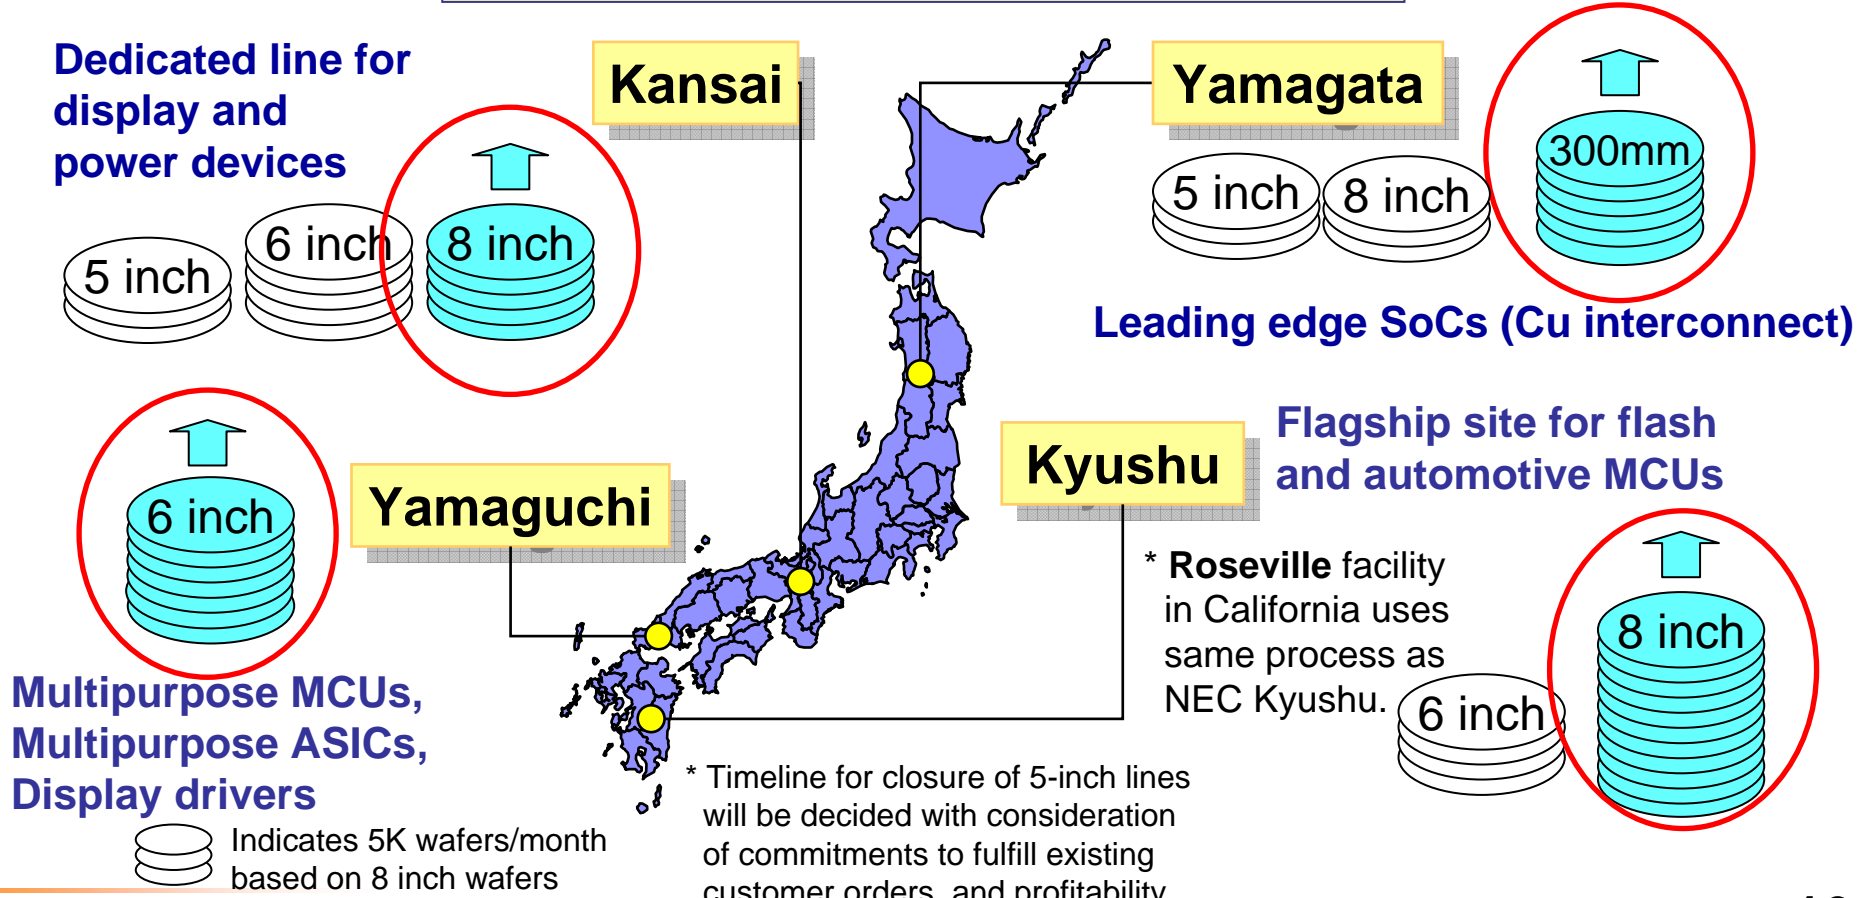 Dedicated line for
display and
power devices
Kansai
Yamagata
5 inch
6 inch
8 inch
5 inch
8 inch
300mm
Leading edge SoCs (Cu interconnect)
6 inch
Yamaguchi
Multipurpose MCUs,
Multipurpose ASICs,
Display drivers
Kyushu
Flagship site for flash
and automotive MCUs
* Roseville facility
in California uses
same process as
NEC Kyushu.
6 inch
8 inch
* Timeline for closure of 5-inch lines
will be decided with consideration
of commitments to fulfill existing
customer orders, and profitability
Indicates 5K wafers/month
based on 8 inch wafers